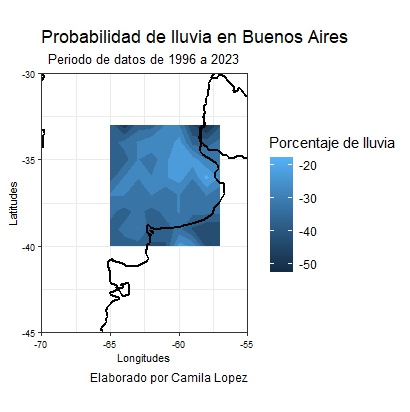 Probabilidad de lluvia en Buenos Aires
Periodo de datos de 1996 a 2023
-30
-35
-40
-45
Latitudes
-70
-65
-60
-55
Longitudes
Porcentaje de lluvia
-20
-30
-40
-50
Elaborado por Camila Lopez